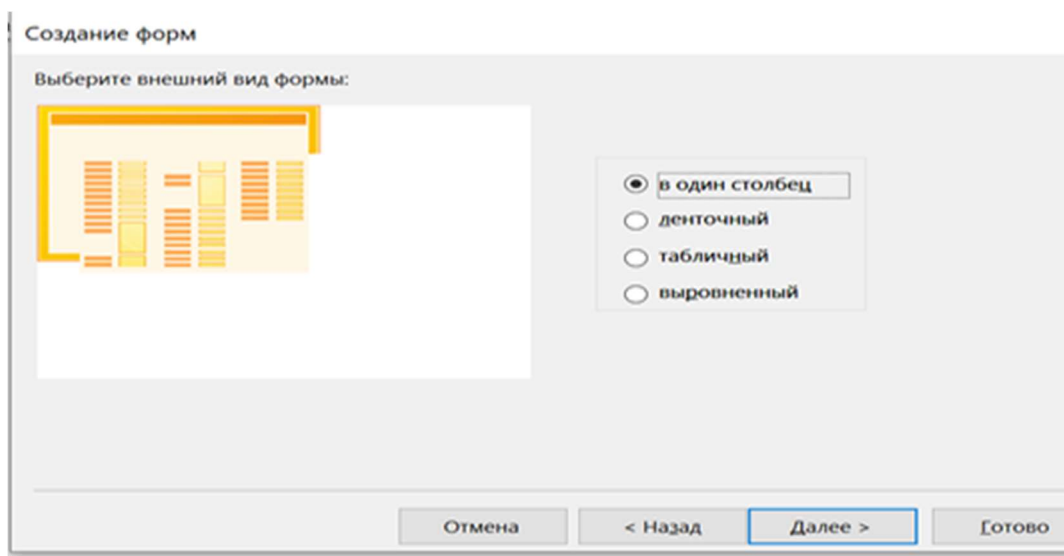 Создание форм
Выберите внешний вид формы:
в один столбец
ленточный
табличный
выровненный
Отмена
< Назад
Далее >
Готово